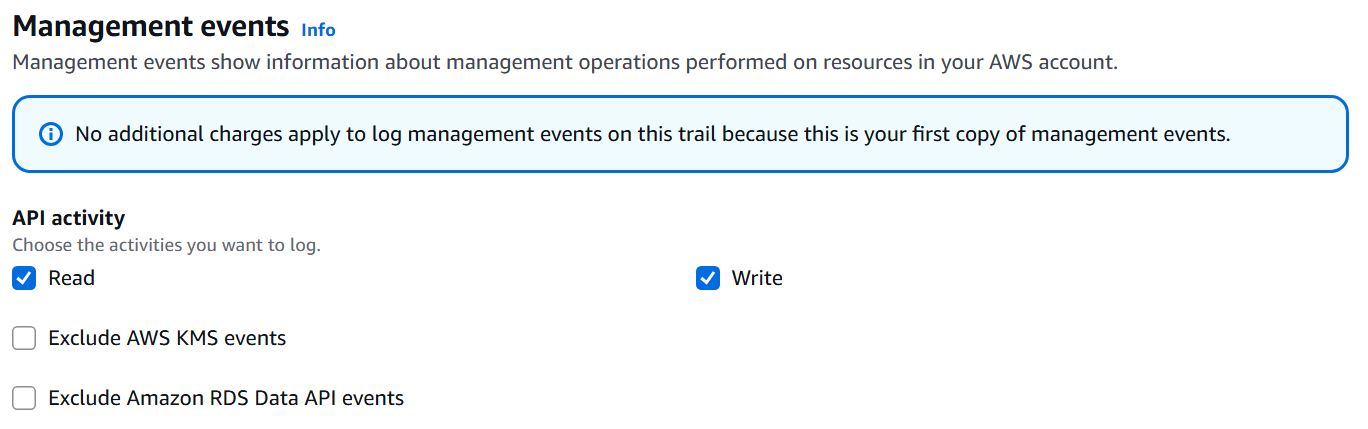 Management events Info
Management events show information about management operations performed on resources in your AWS account.
No additional charges apply to log management events on this trail because this is your first copy of management events.
API activity
Choose the activities you want to log.
Read Write
Exclude AWS KMS events
Exclude Amazon RDS Data API events